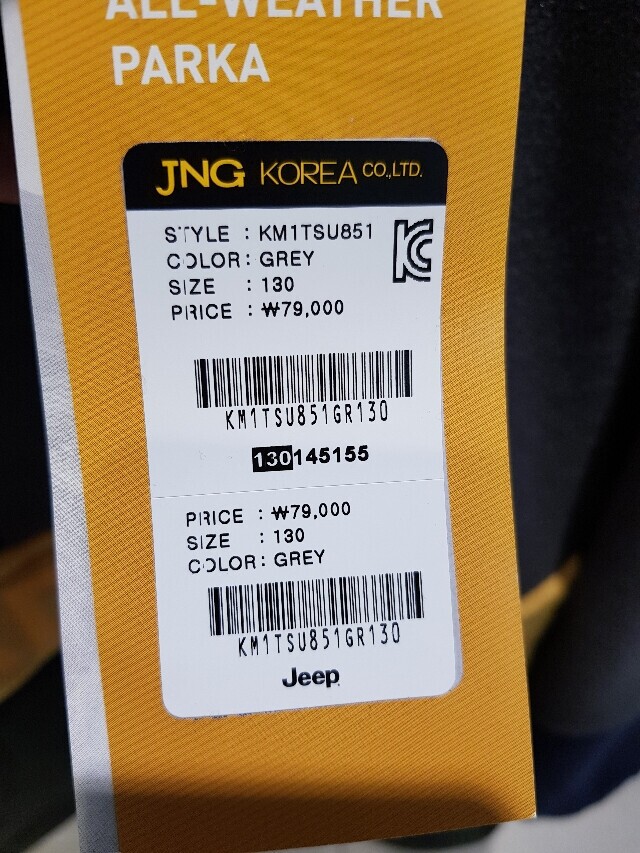 ALL-WEATHER
PARKA
JNG KOREA CO.,LTD.
STYLE : KM1TSU851
COLOR : GREY
SIZE : 130
PRICE : ₩79,000
KM1TSU851GR130
130145155
PRICE : ₩79,000
SIZE : 130
COLOR : GREY
KM1TSU851GR130
Jeep